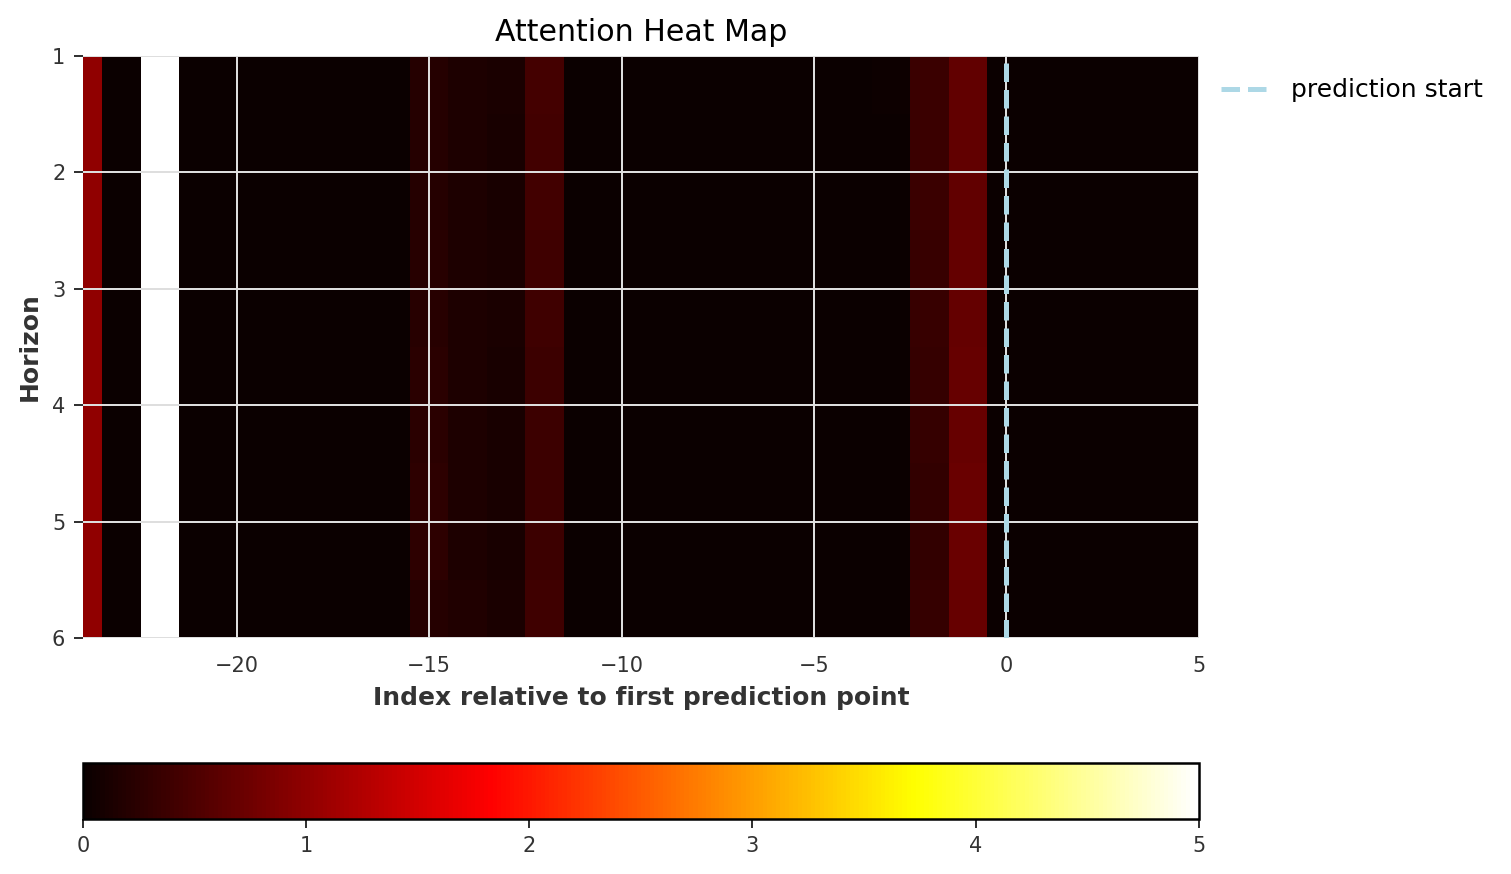 Attention Heat Map
1
2
3
4
5
6
Horizon
−20 −15 −10 −5 0 5
Index relative to first prediction point
prediction start
0 1 2 3 4 5